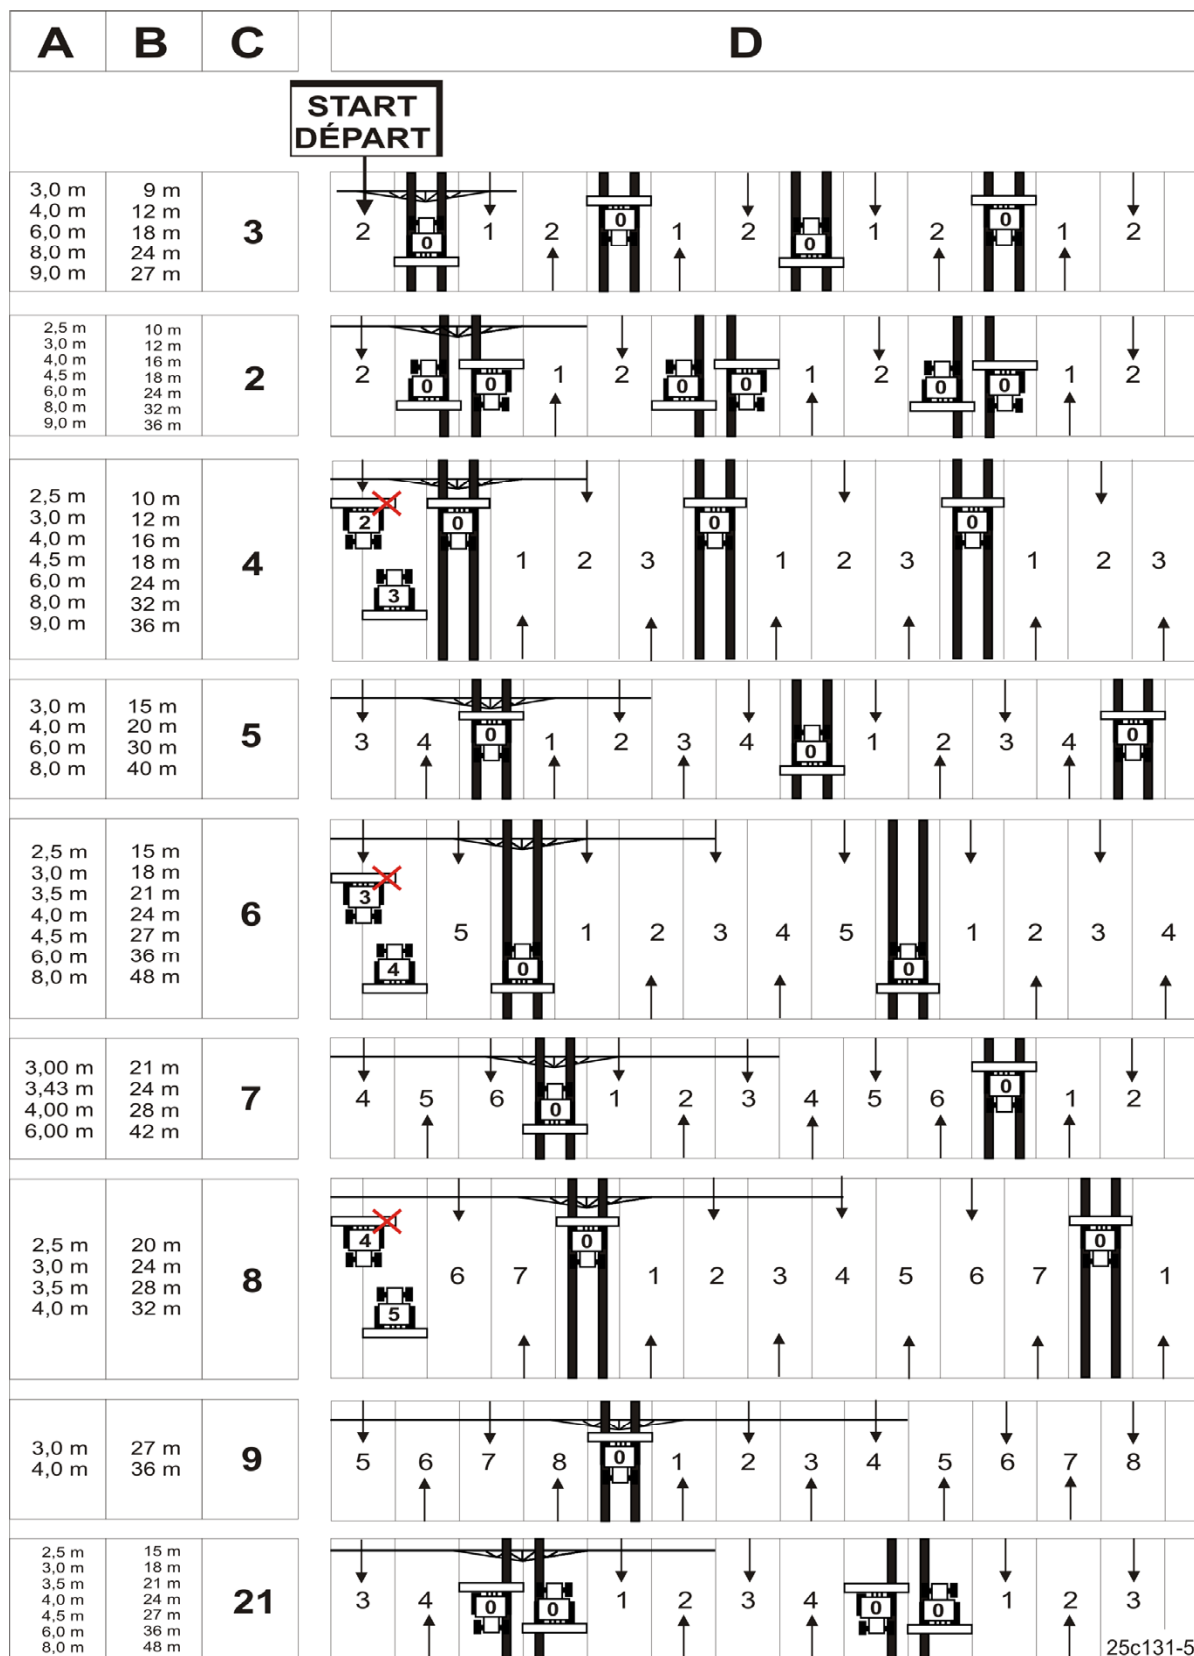 A B C D
START
DÉPART
3,0 m 9 m
4,0 m 12 m
6,0 m 18 m
8,0 m 24 m
9,0 m 27 m
3
2 0 1 2 0 1 2 0 1 2 0 1 2
2,5 m 10 m
3,0 m 12 m
4,0 m 16 m
4,5 m 18 m
6,0 m 24 m
8,0 m 32 m
9,0 m 36 m
2
2 0 0 1 2 0 0 1 2 0 0 1 2
2,5 m 10 m
3,0 m 12 m
4,0 m 16 m
4,5 m 18 m
6,0 m 24 m
8,0 m 32 m
9,0 m 36 m
4
2 0 0 0
1 2 3 1 2 3 1 2 3
3
3,0 m 15 m
4,0 m 20 m
6,0 m 30 m
8,0 m 40 m
5
3 4 0 1 2 3 4 0 1 2 3 4 0
2,5 m 15 m
3,0 m 18 m
3,5 m 21 m
4,0 m 24 m
4,5 m 27 m
6,0 m 36 m
8,0 m 48 m
6
3
5 1 2 3 4 5 1 2 3 4
4 0 0
3,00 m 21 m
3,43 m 24 m
4,00 m 28 m
6,00 m 42 m
7
4 5 6 0 1 2 3 4 5 6 0 1 2
2,5 m 20 m
3,0 m 24 m
3,5 m 28 m
4,0 m 32 m
8
4 0 0
6 7 1 2 3 4 5 6 7 1
5
3,0 m 27 m
4,0 m 36 m
9
5 6 7 8 0 1 2 3 4 5 6 7 8
2,5 m 15 m
3,0 m 18 m
3,5 m 21 m
4,0 m 24 m
4,5 m 27 m
6,0 m 36 m
8,0 m 48 m
21
3 4 0 0 1 2 3 4 0 0 1 2 3
25c131-5